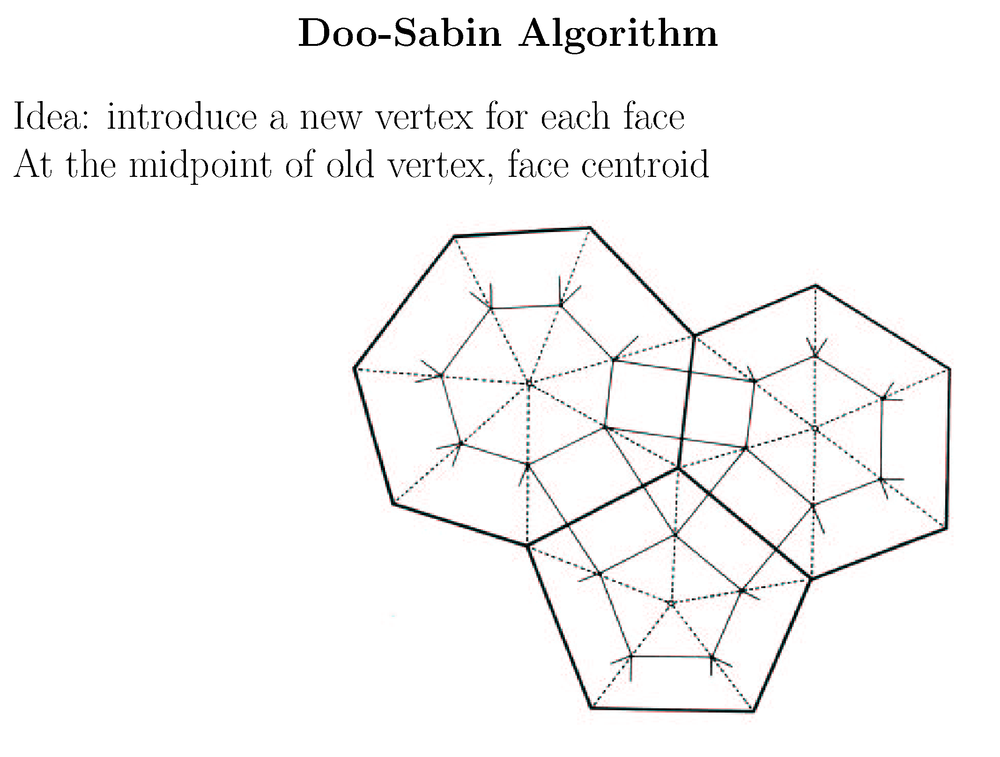 Doo-Sabin Algorithm
Idea: introduce a new vertex for each face
At the midpoint of old vertex, face centroid